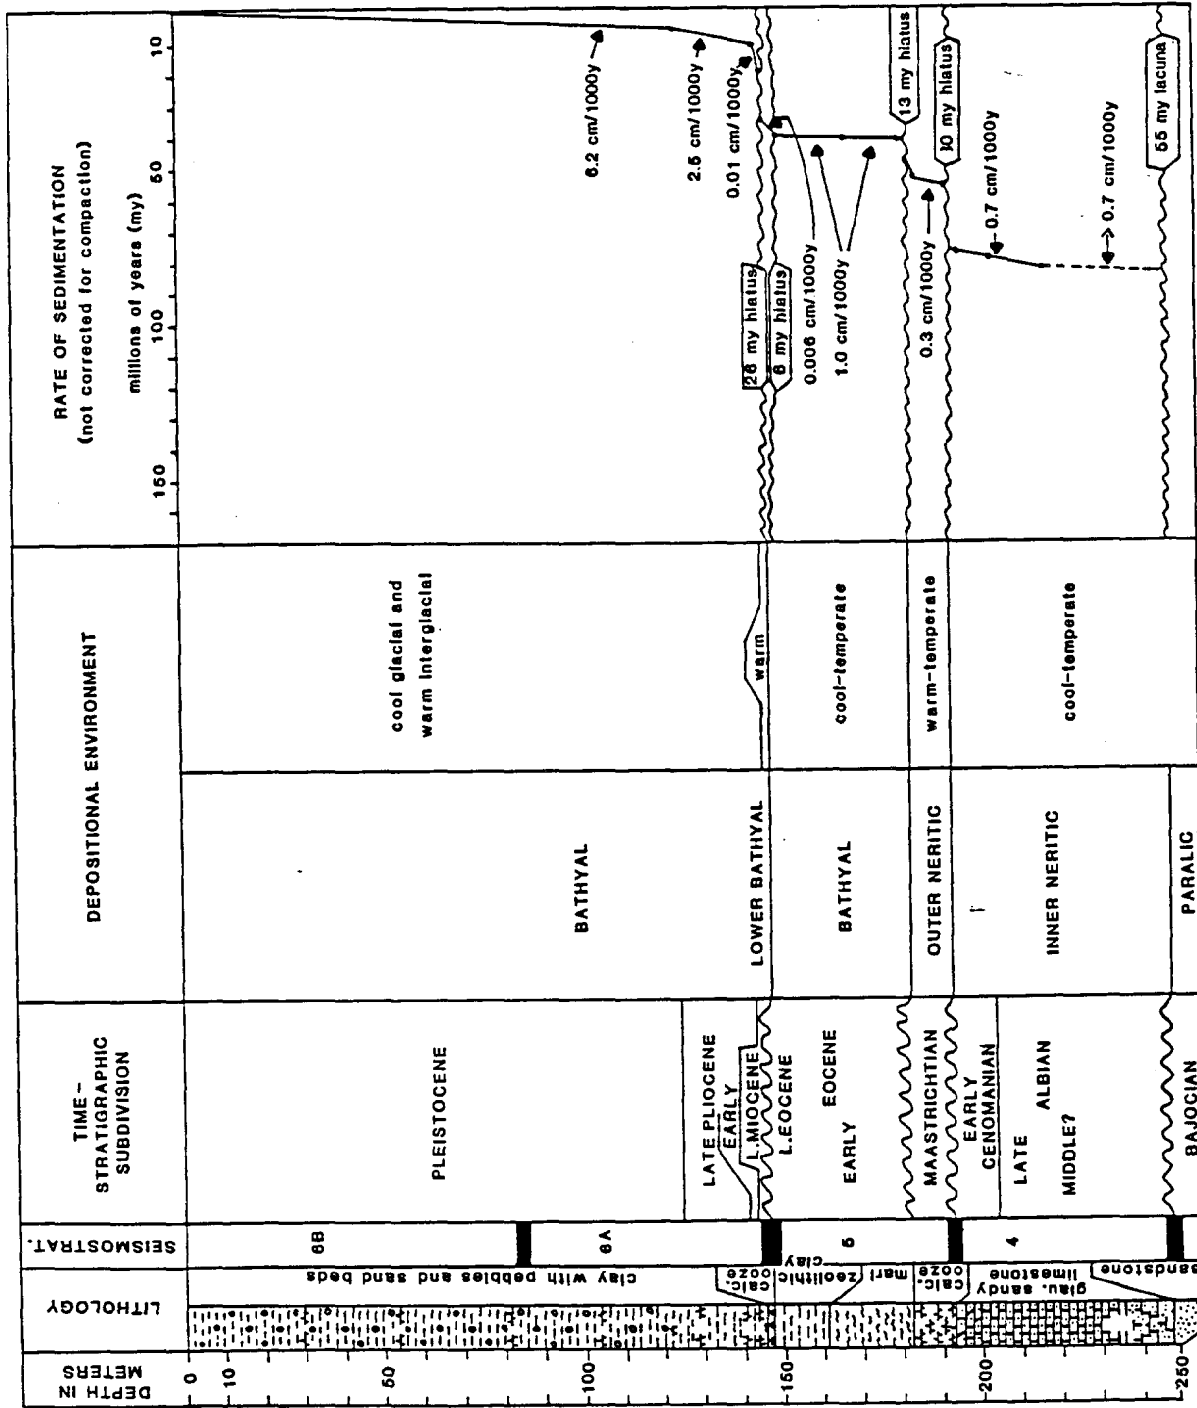 DEPTH IN
METERS
LITHOLOGY
SEISMOSTRAT.
TIME-
STRATIGRAPHIC
SUBDIVISION
DEPOSITIONAL ENVIRONMENT
RATE OF SEDIMENTATION
(not corrected for compaction)
millions of years (my)
150
100
50
10
0
10
50
100
150
200
250
clay with pebbles and sand beds
calc.
ooze
zeolithic
clay
marl
calc.
ooze
glau. sandy
limestone
sandstone
6B
6A
5
4
PLEISTOCENE
LATE PLIOCENE
EARLY
L.MIOCENE
L.EOCENE
EOCENE
EARLY
MAASTRICHTIAN
EARLY
CENOMANIAN
LATE
ALBIAN
MIDDLE?
BAJOCIAN
BATHYAL
LOWER BATHYAL
BATHYAL
OUTER NERITIC
INNER NERITIC
PARALIC
cool glacial and
warm interglacial
warm
cool-temperate
warm-temperate
cool-temperate
6.2 cm/1000y
2.5 cm/1000y
0.01 cm/1000y
26 my hiatus
6 my hiatus
0.006 cm/1000y
1.0 cm/1000y
13 my hiatus
0.3 cm/1000y
30 my hiatus
0.7 cm/1000y
> 0.7 cm/1000y
55 my lacuna